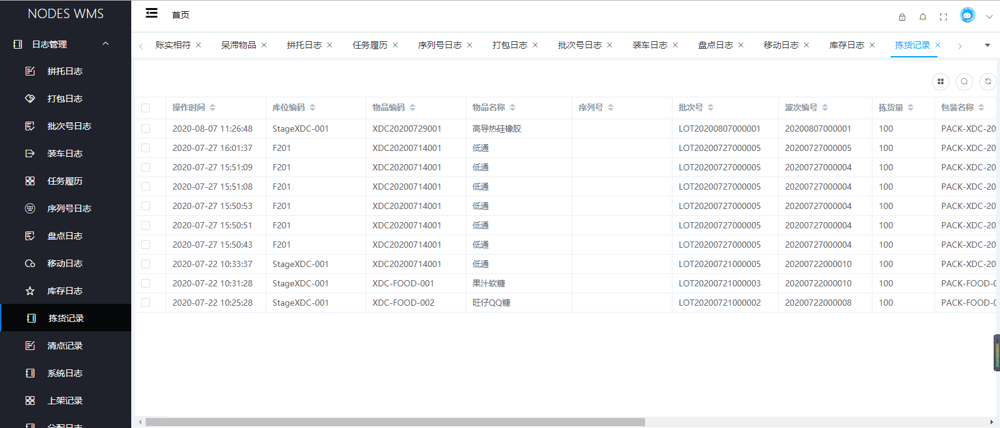 NODES WMS
首页
日志管理
账实相符 呆滞物品 拼托日志 任务履历 序列号日志 打包日志 批次号日志 装车日志 盘点日志 移动日志 库存日志 拣货记录
拼托日志
打包日志
批次号日志
装车日志
任务履历
序列号日志
盘点日志
移动日志
库存日志
拣货记录
清点记录
系统日志
上架记录
分配日志
操作时间 库位编码 物品编码 物品名称 序列号 批次号 波次编号 拣货量 包装名称
2020-08-07 11:26:48 StageXDC-001 XDC20200729001 高导热硅橡胶 LOT20200807000001 20200807000001 100 PACK-XDC-20
2020-07-27 16:01:37 F201 XDC20200714001 低通 LOT20200727000005 20200727000005 100 PACK-XDC-20
2020-07-27 15:51:09 F201 XDC20200714001 低通 LOT20200727000005 20200727000004 100 PACK-XDC-20
2020-07-27 15:51:08 F201 XDC20200714001 低通 LOT20200727000005 20200727000004 100 PACK-XDC-20
2020-07-27 15:50:53 F201 XDC20200714001 低通 LOT20200727000005 20200727000004 100 PACK-XDC-20
2020-07-27 15:50:51 F201 XDC20200714001 低通 LOT20200727000005 20200727000004 100 PACK-XDC-20
2020-07-27 15:50:43 F201 XDC20200714001 低通 LOT20200727000005 20200727000004 100 PACK-XDC-20
2020-07-22 10:33:37 StageXDC-001 XDC20200714001 低通 LOT20200721000005 20200722000010 100 PACK-XDC-20
2020-07-22 10:31:28 StageXDC-001 XDC-FOOD-001 果汁软糖 LOT20200721000003 20200722000010 100 PACK-FOOD-0
2020-07-22 10:25:28 StageXDC-001 XDC-FOOD-002 旺仔QQ糖 LOT20200721000002 20200722000008 100 PACK-FOOD-0